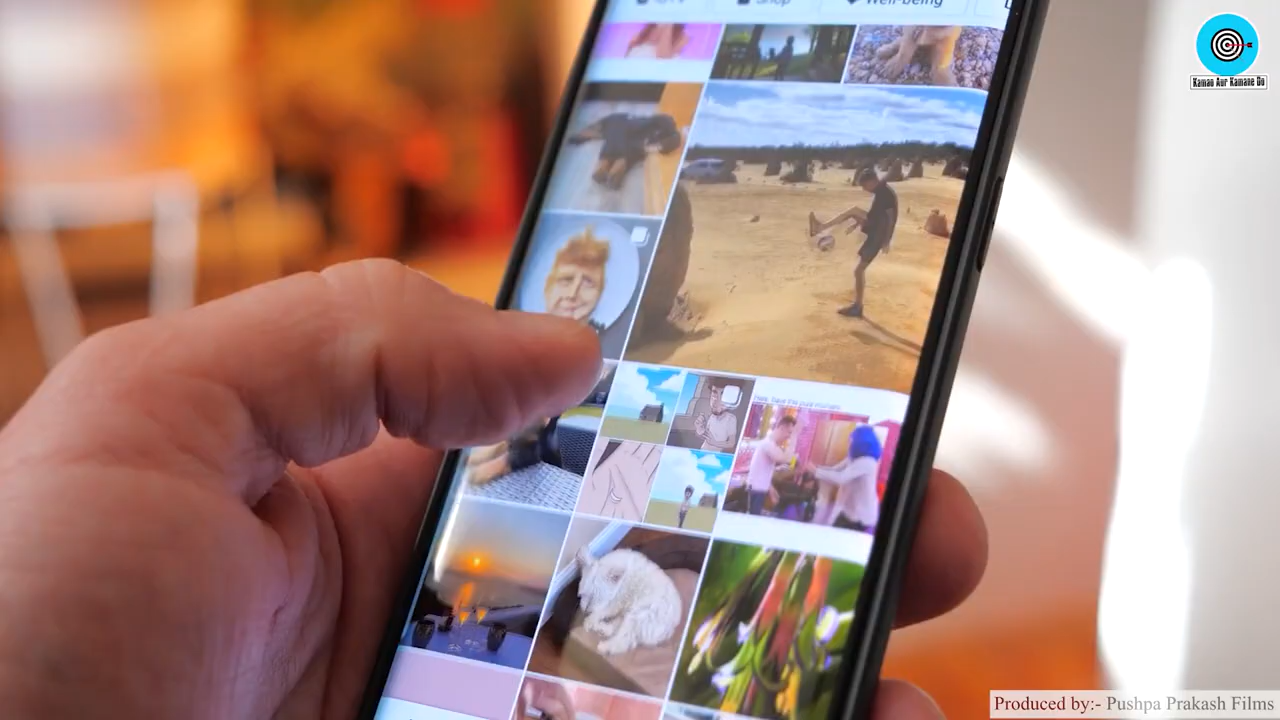 Shop
Well-being
Kamao Aur Kamane Do
Produced by:- Pushpa Prakash Films